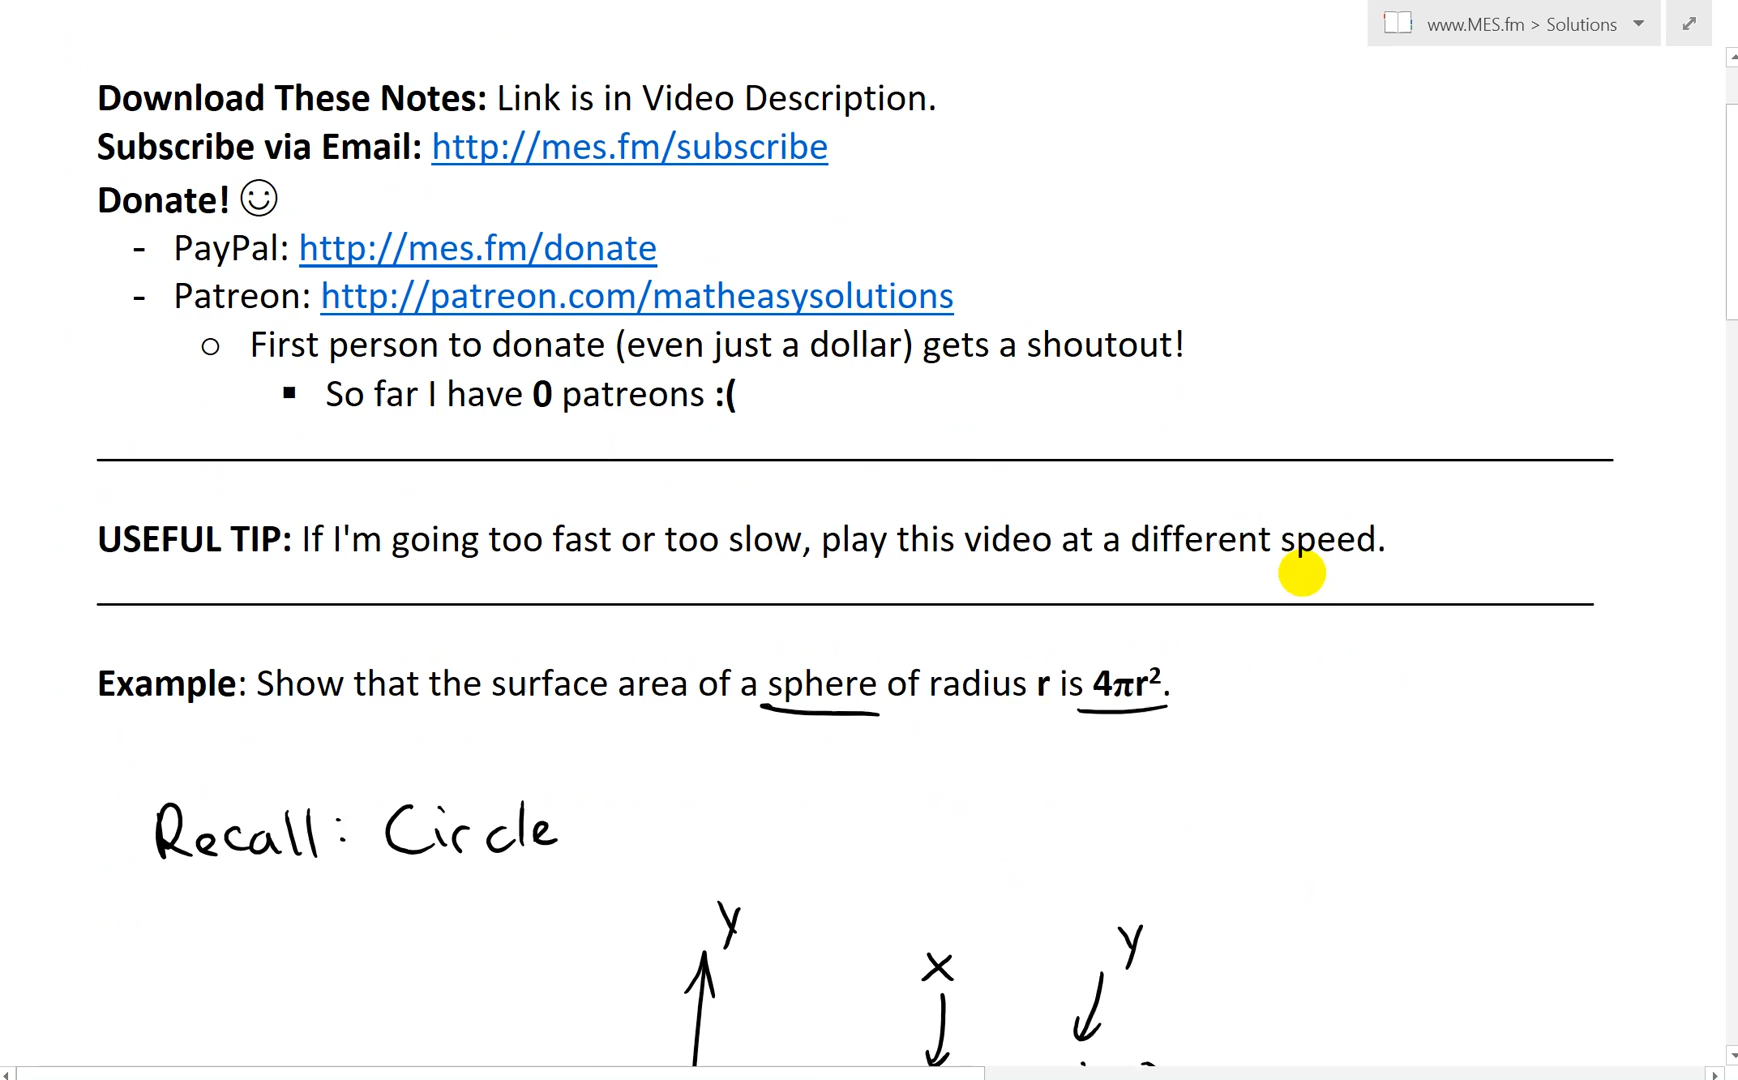 www.MES.fm > Solutions
Download These Notes: Link is in Video Description.
Subscribe via Email: http://mes.fm/subscribe
Donate! ☺
- PayPal: http://mes.fm/donate
- Patreon: http://patreon.com/matheasysolutions
○ First person to donate (even just a dollar) gets a shoutout!
▪ So far I have 0 patreons :(
USEFUL TIP: If I'm going too fast or too slow, play this video at a different speed.
Example: Show that the surface area of a sphere of radius r is 4πr².
Recall: Circle
y
x
y